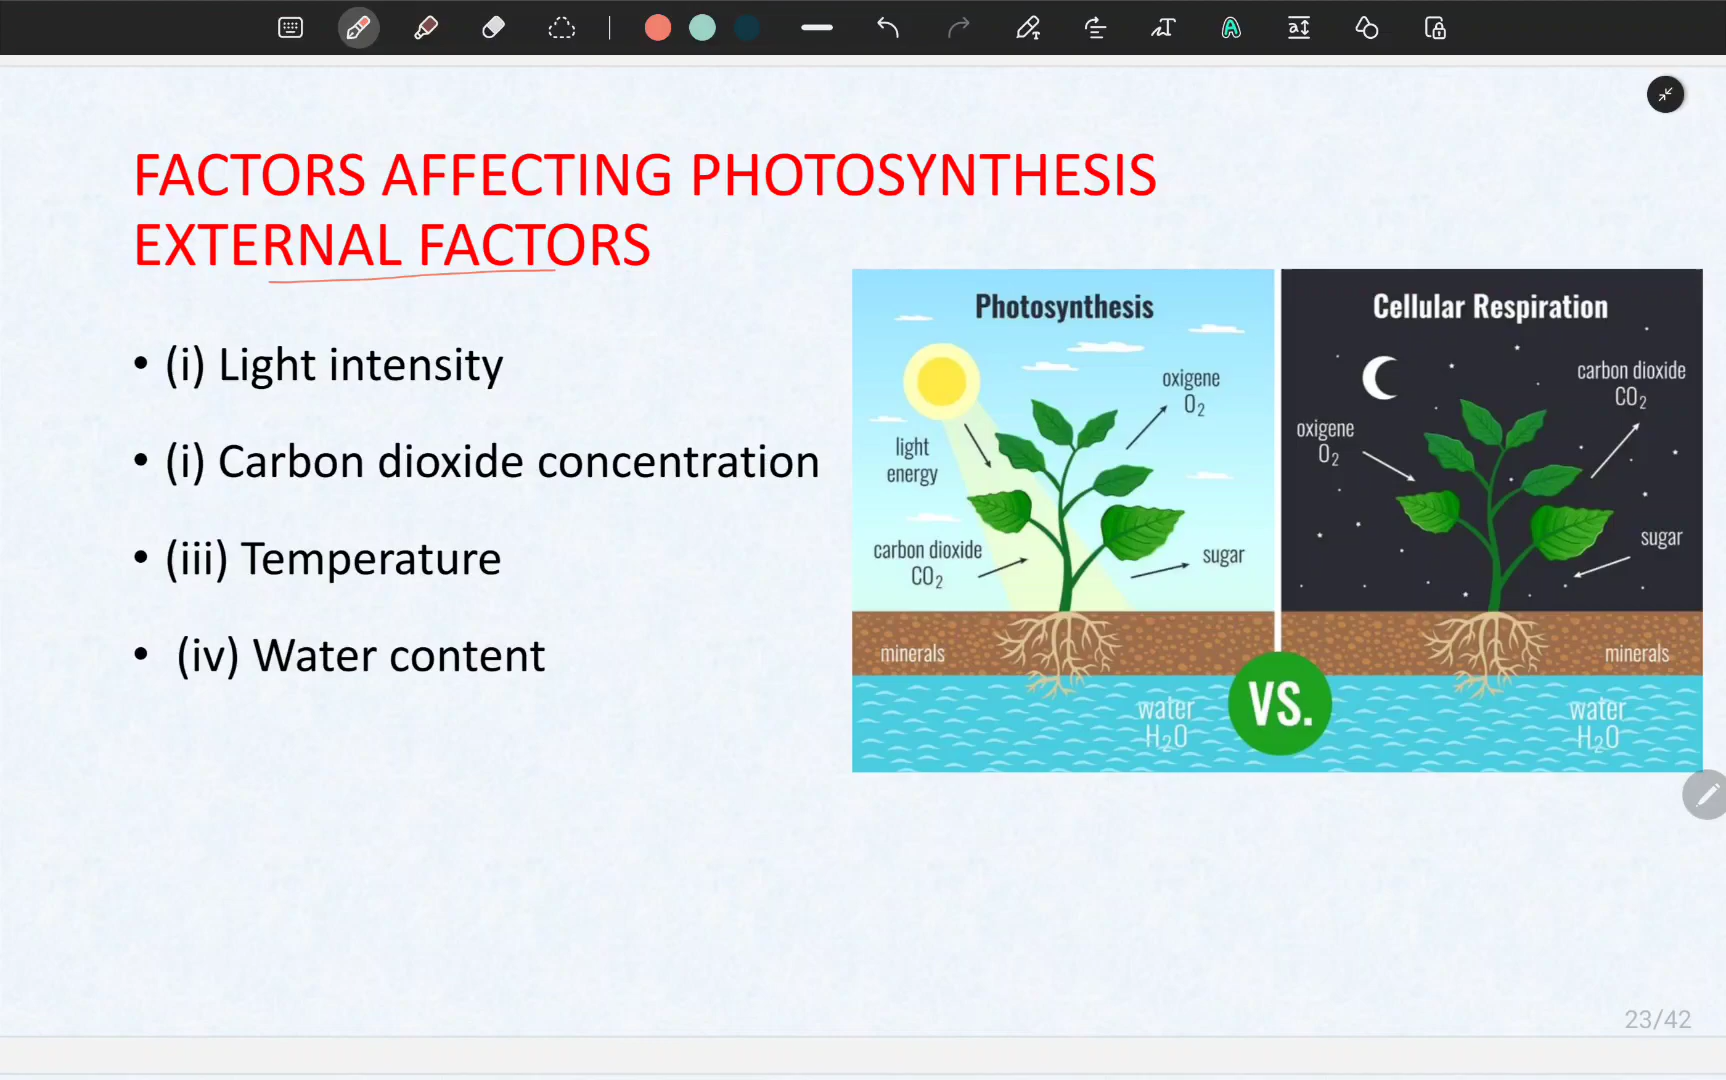 FACTORS AFFECTING PHOTOSYNTHESIS
EXTERNAL FACTORS
• (i) Light intensity
• (i) Carbon dioxide concentration
• (iii) Temperature
• (iv) Water content
Photosynthesis
light
energy
oxigene
O₂
carbon dioxide
CO₂
sugar
minerals
water
H₂O
VS.
Cellular Respiration
oxigene
O₂
carbon dioxide
CO₂
sugar
minerals
water
H₂O
23/42